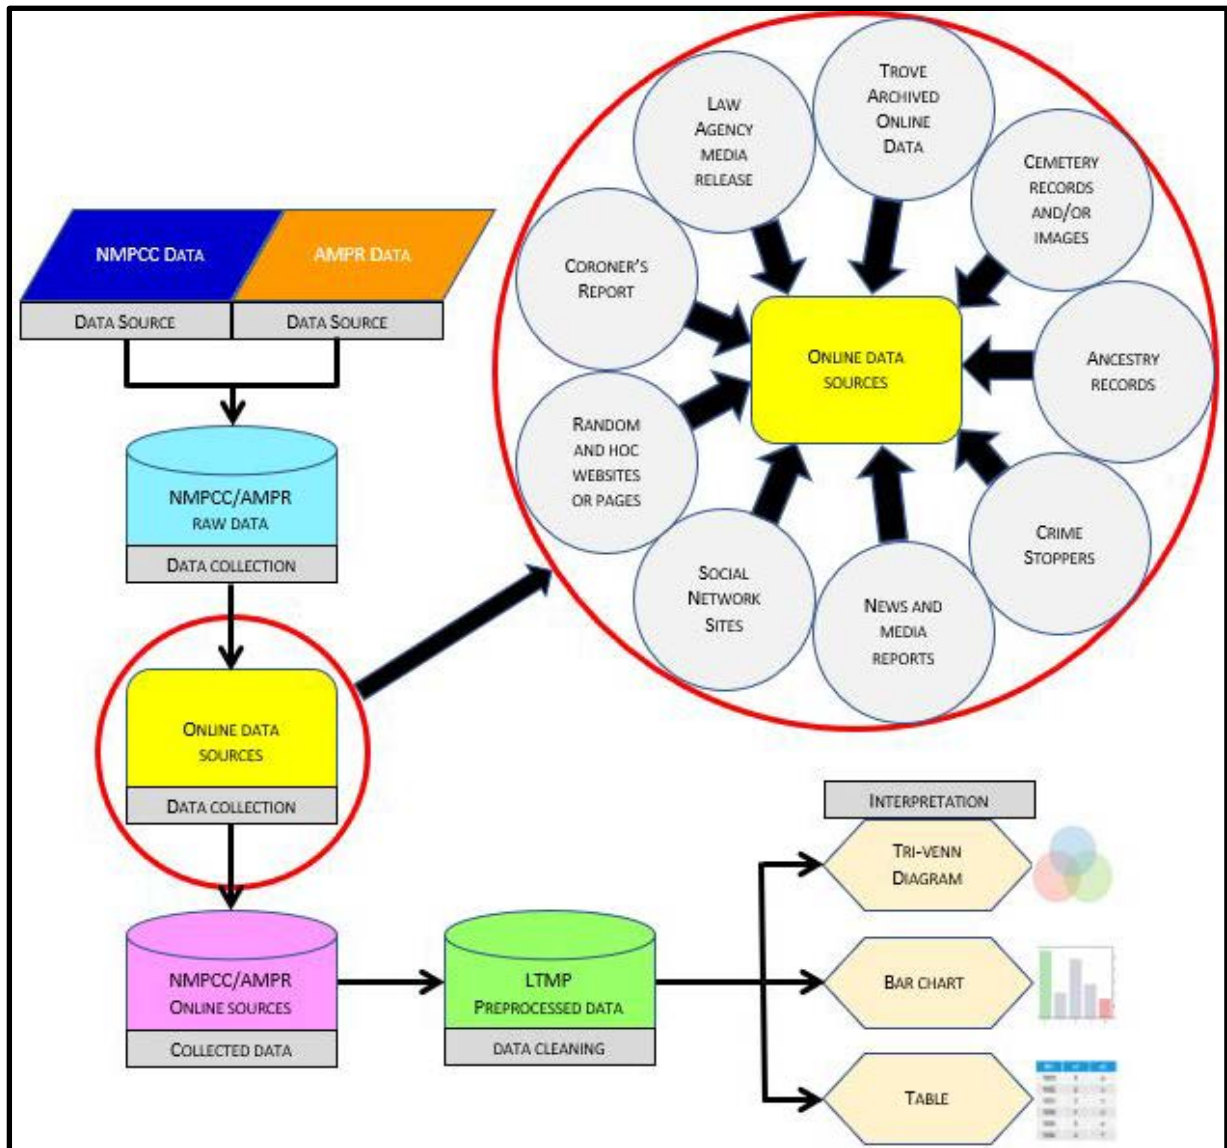 NMPCC DATA
AMPR DATA
DATA SOURCE
DATA SOURCE
NMPCC/AMPR
RAW DATA
DATA COLLECTION
ONLINE DATA
SOURCES
DATA COLLECTION
NMPCC/AMPR
ONLINE SOURCES
COLLECTED DATA
LTMP
PREPROCESSED DATA
DATA CLEANING
INTERPRETATION
TRI-VENN
DIAGRAM
BAR CHART
TABLE
ONLINE DATA
SOURCES
LAW
AGENCY
MEDIA
RELEASE
TROVE
ARCHIVED
ONLINE
DATA
CEMETERY
RECORDS
AND/OR
IMAGES
ANCESTRY
RECORDS
CRIME
STOPPERS
NEWS AND
MEDIA
REPORTS
SOCIAL
NETWORK
SITES
RANDOM
AND HOC
WEBSITES
OR PAGES
CORONER'S
REPORT